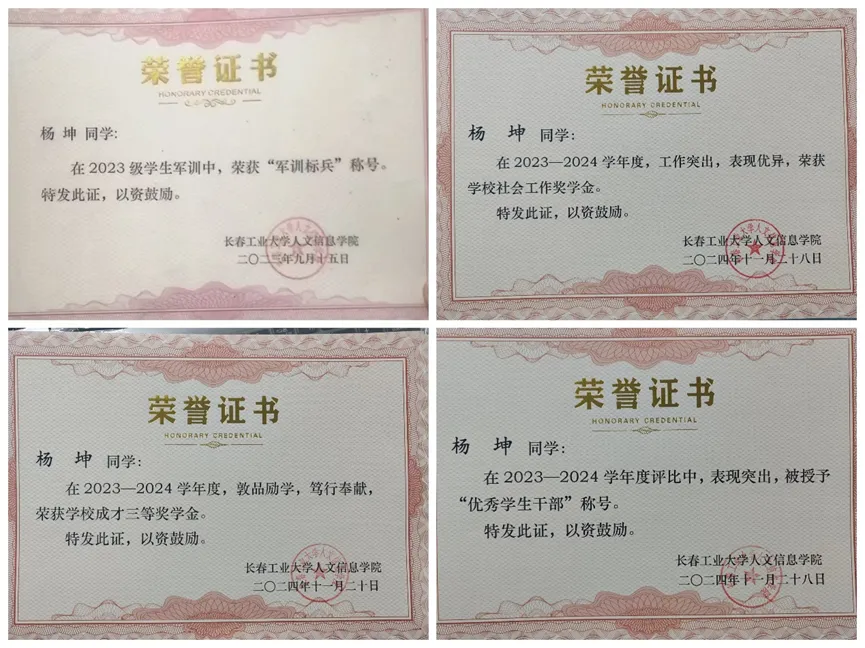 荣誉证书
HONORARY CREDENTIAL
杨 坤 同学:
在 2023 级学生军训中,荣获“军训标兵”称号。
特发此证,以资鼓励。
长春工业大学人文信息学院
二〇二三年九月十五日
荣誉证书
HONORARY CREDENTIAL
杨 坤 同学:
在 2023—2024 学年度,工作突出,表现优异,荣获
学校社会工作奖学金。
特发此证,以资鼓励。
长春工业大学人文信息学院
二〇二四年十一月二十八日
荣誉证书
HONORARY CREDENTIAL
杨 坤 同学:
在 2023—2024 学年度,敦品励学,笃行奉献,
荣获学校成才三等奖学金。
特发此证,以资鼓励。
长春工业大学人文信息学院
二〇二四年十一月二十日
荣誉证书
HONORARY CREDENTIAL
杨 坤 同学:
在 2023—2024 学年度评比中,表现突出,被授予
“优秀学生干部”称号。
特发此证,以资鼓励。
长春工业大学人文信息学院
二〇二四年十一月二十八日